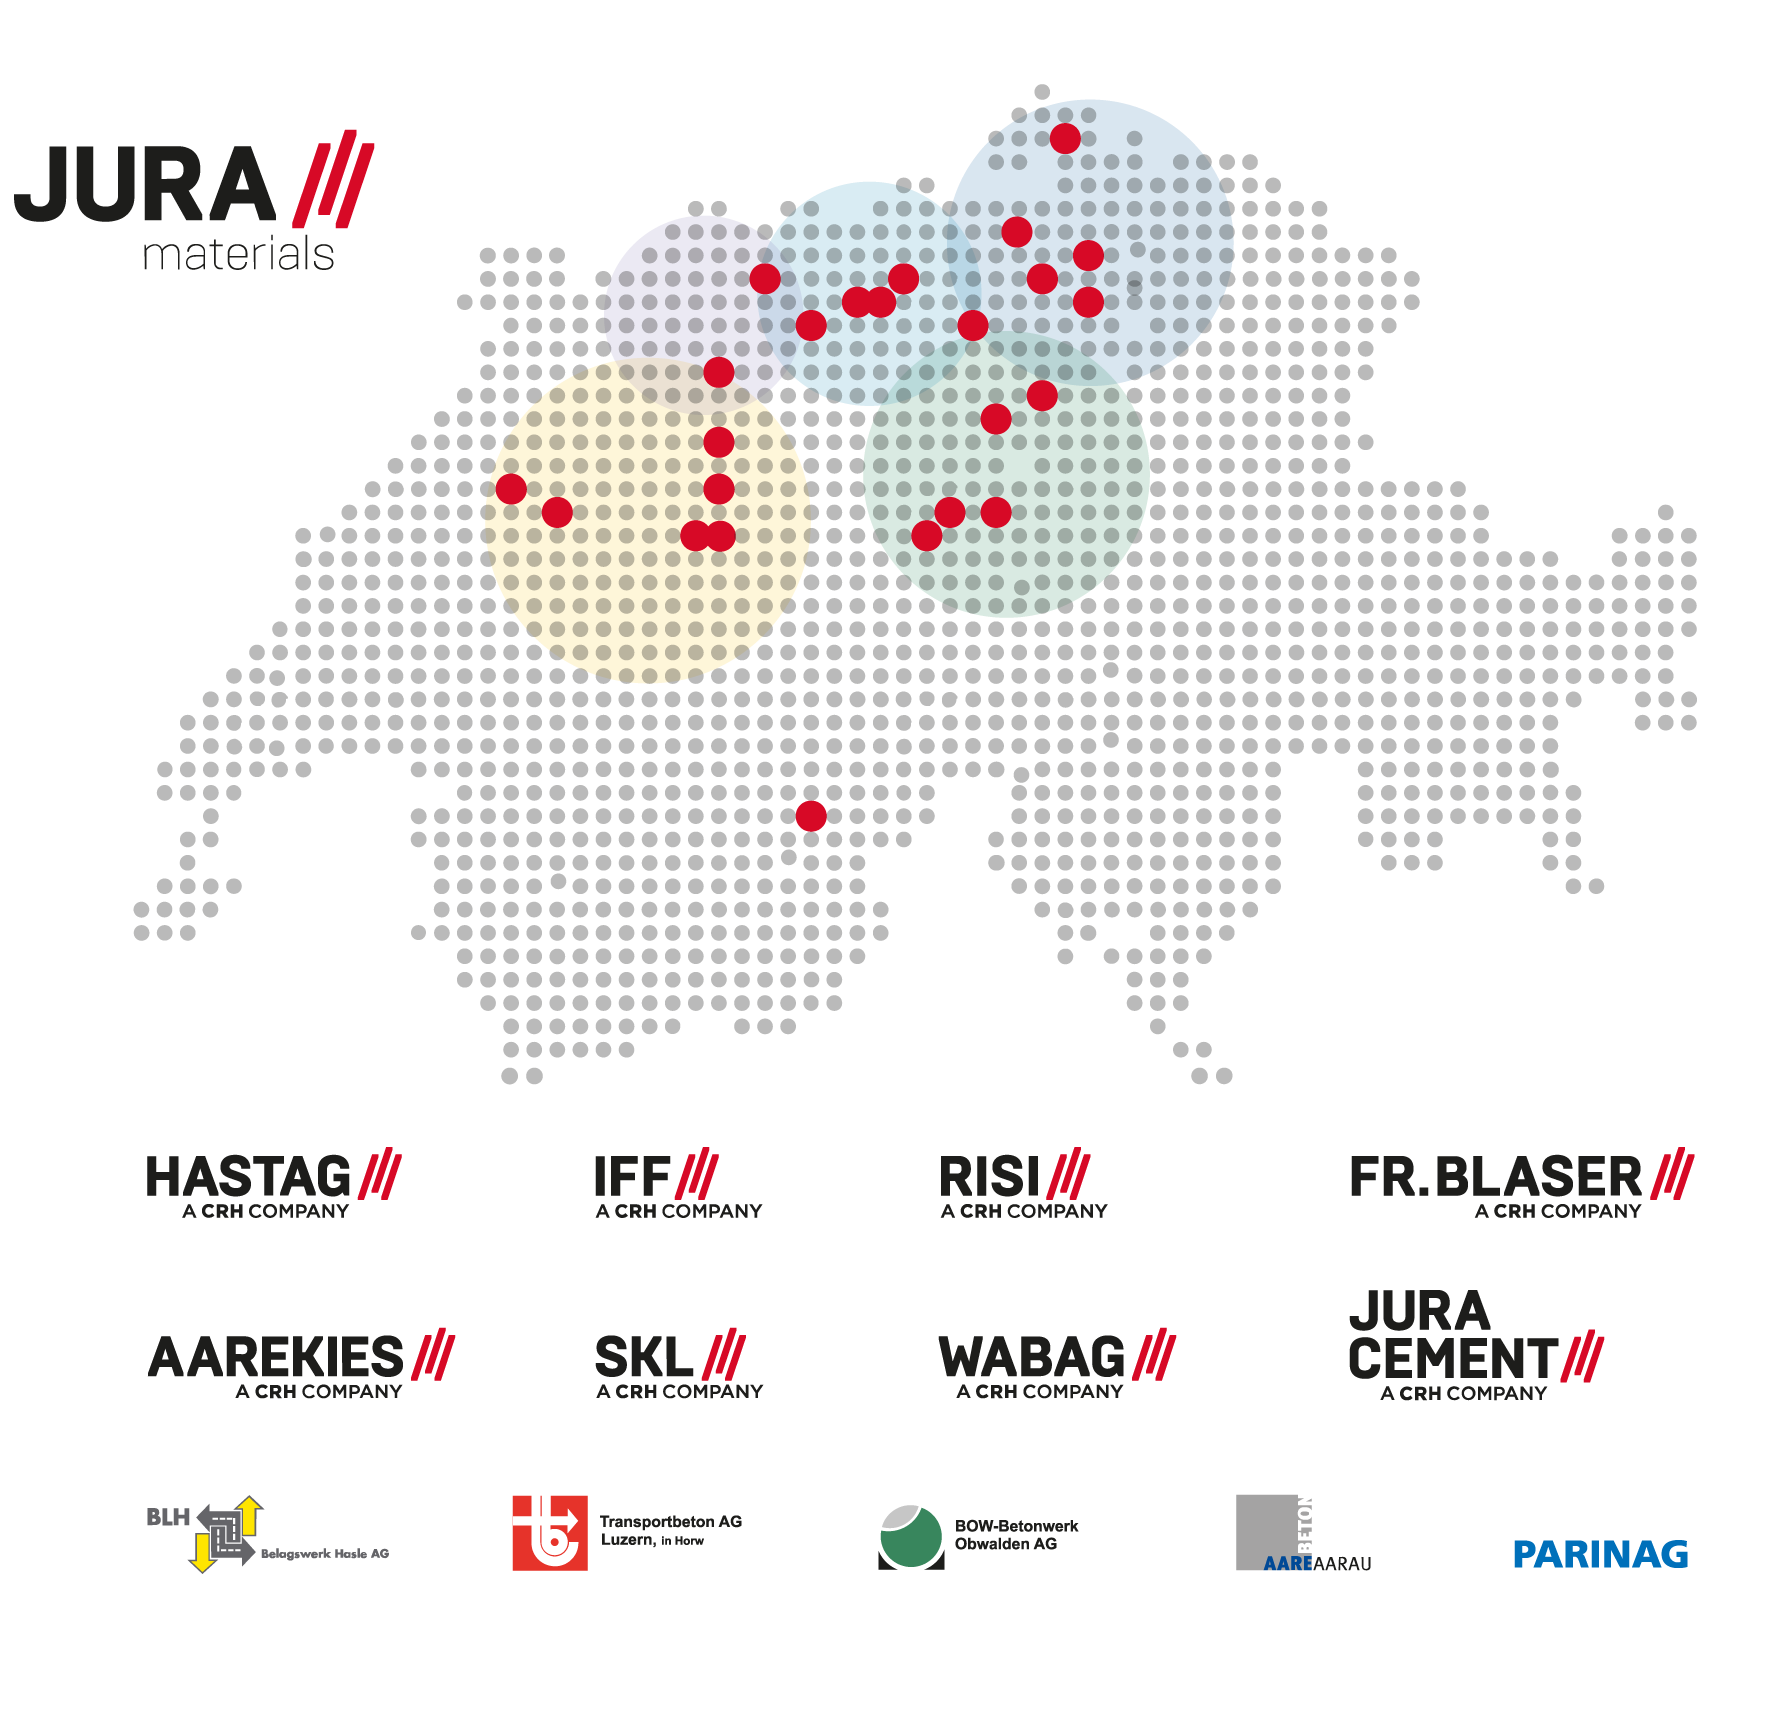 JURA
materials
HASTAG
A CRH COMPANY
IFF
A CRH COMPANY
RISI
A CRH COMPANY
FR. BLASER
A CRH COMPANY
AAREKIES
A CRH COMPANY
SKL
A CRH COMPANY
WABAG
A CRH COMPANY
JURA
CEMENT
A CRH COMPANY
BLH
Belagswerk Hasle AG
tb
Transportbeton AG
Luzern, in Horw
BOW-Betonwerk
Obwalden AG
BETON
AAREAARAU
PARINAG